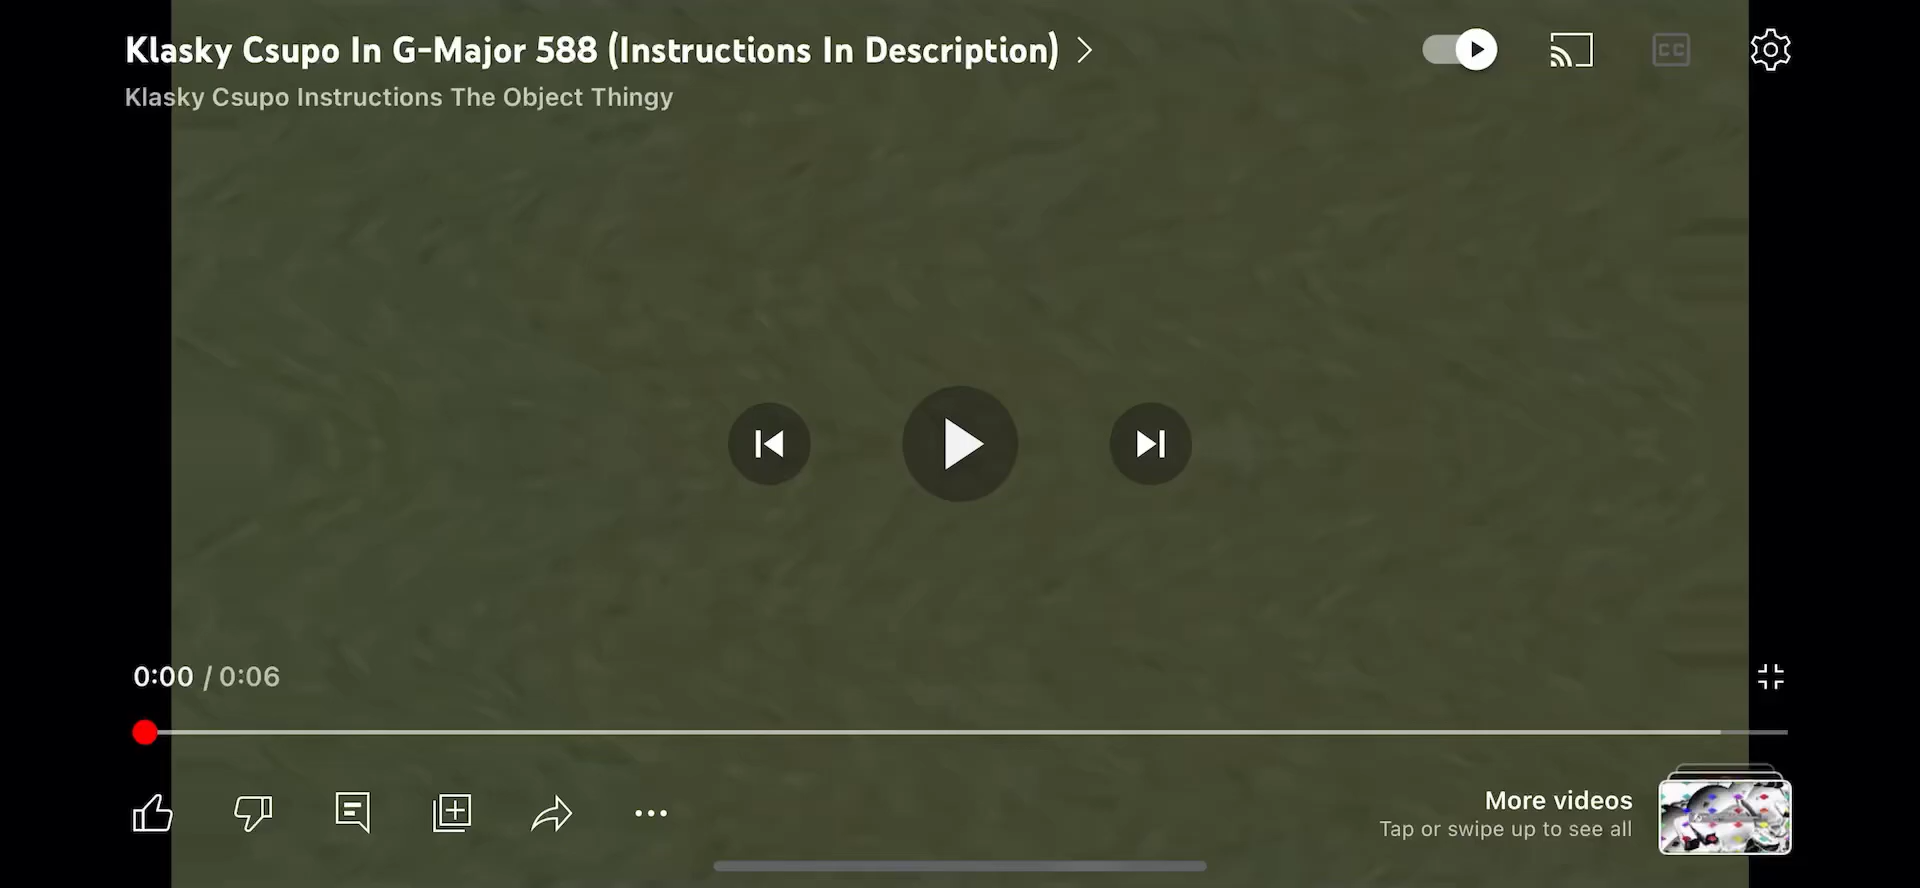 Klasky Csupo In G-Major 588 (Instructions In Description)
Klasky Csupo Instructions The Object Thingy
CC
0:00 / 0:06
More videos
Tap or swipe up to see all